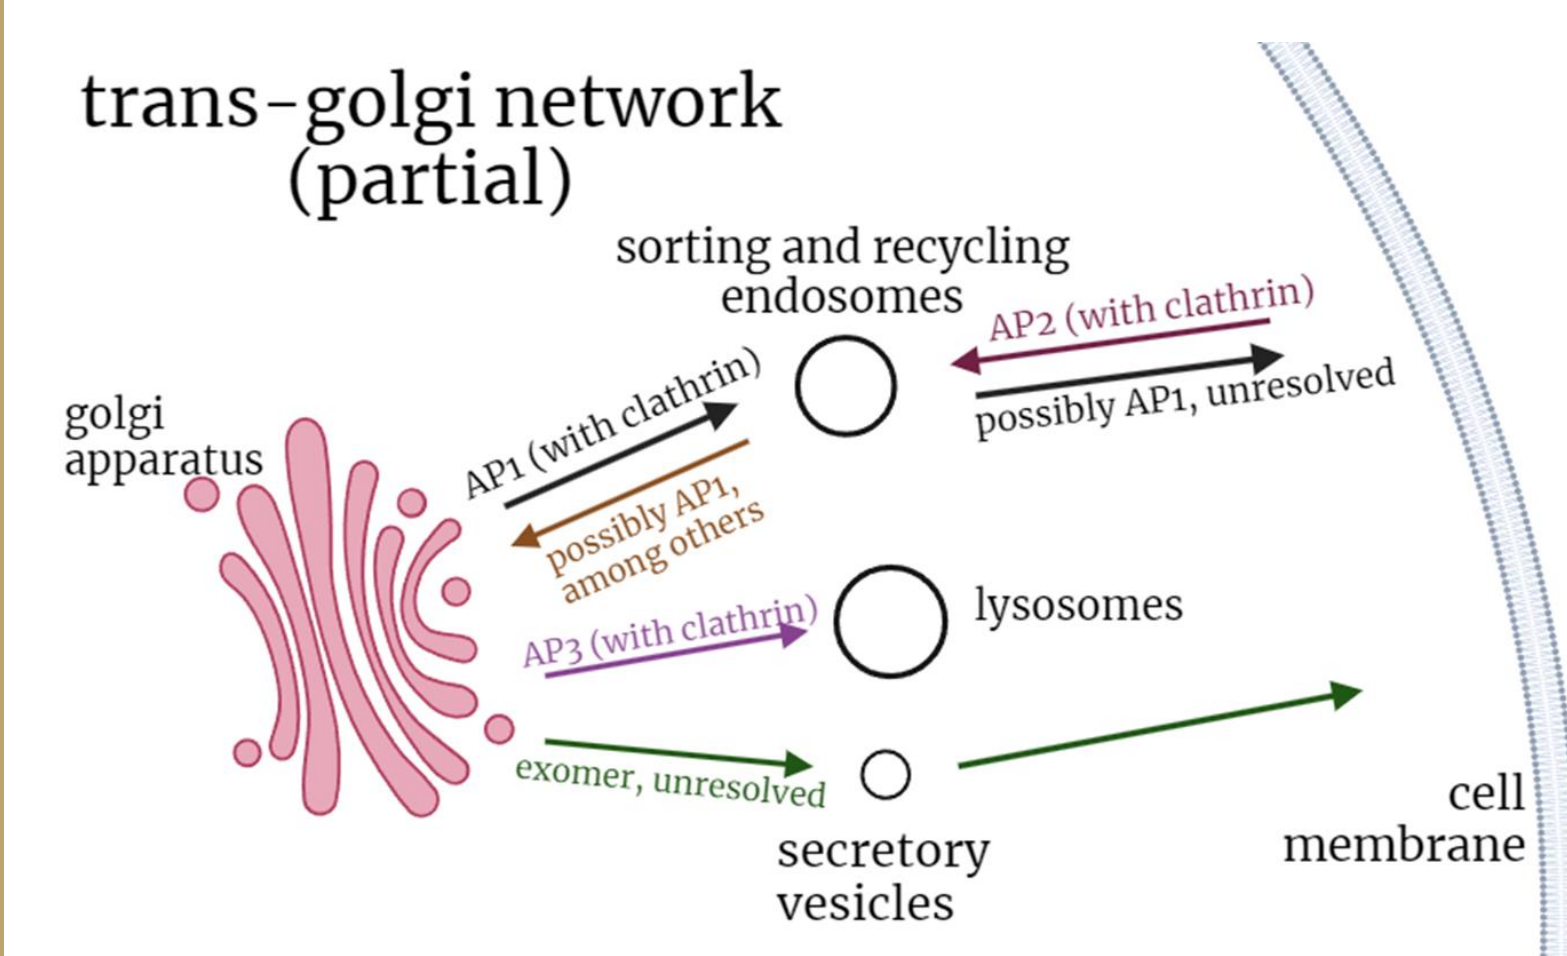 trans-golgi network
(partial)
sorting and recycling
endosomes
AP2 (with clathrin)
possibly AP1, unresolved
AP1 (with clathrin)
possibly AP1,
among others
golgi
apparatus
AP3 (with clathrin)
lysosomes
exomer, unresolved
secretory
vesicles
cell
membrane